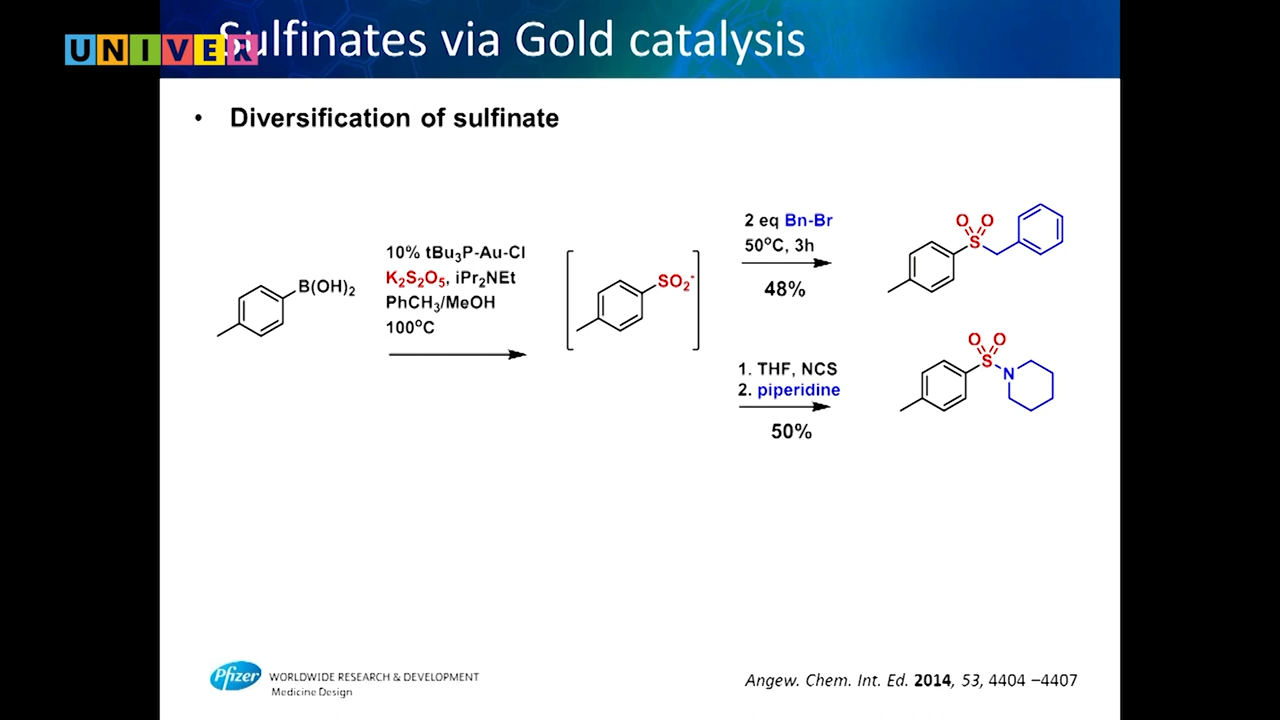 UNIVER
Sulfinates via Gold catalysis
• Diversification of sulfinate
B(OH)₂
10% tBu₃P-Au-Cl
K₂S₂O₅, iPr₂NEt
PhCH₃/MeOH
100°C
SO₂⁻
2 eq Bn-Br
50°C, 3h
48%
O O
S
1. THF, NCS
2. piperidine
50%
O O
S
N
Pfizer
WORLDWIDE RESEARCH & DEVELOPMENT
Medicine Design
Angew. Chem. Int. Ed. 2014, 53, 4404 –4407